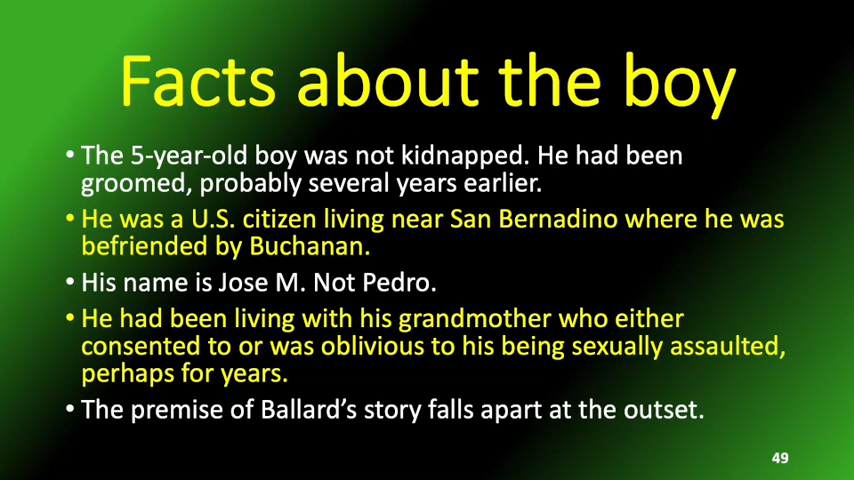 Facts about the boy
• The 5-year-old boy was not kidnapped. He had been
groomed, probably several years earlier.
• He was a U.S. citizen living near San Bernadino where he was
befriended by Buchanan.
• His name is Jose M. Not Pedro.
• He had been living with his grandmother who either
consented to or was oblivious to his being sexually assaulted,
perhaps for years.
• The premise of Ballard’s story falls apart at the outset.
49